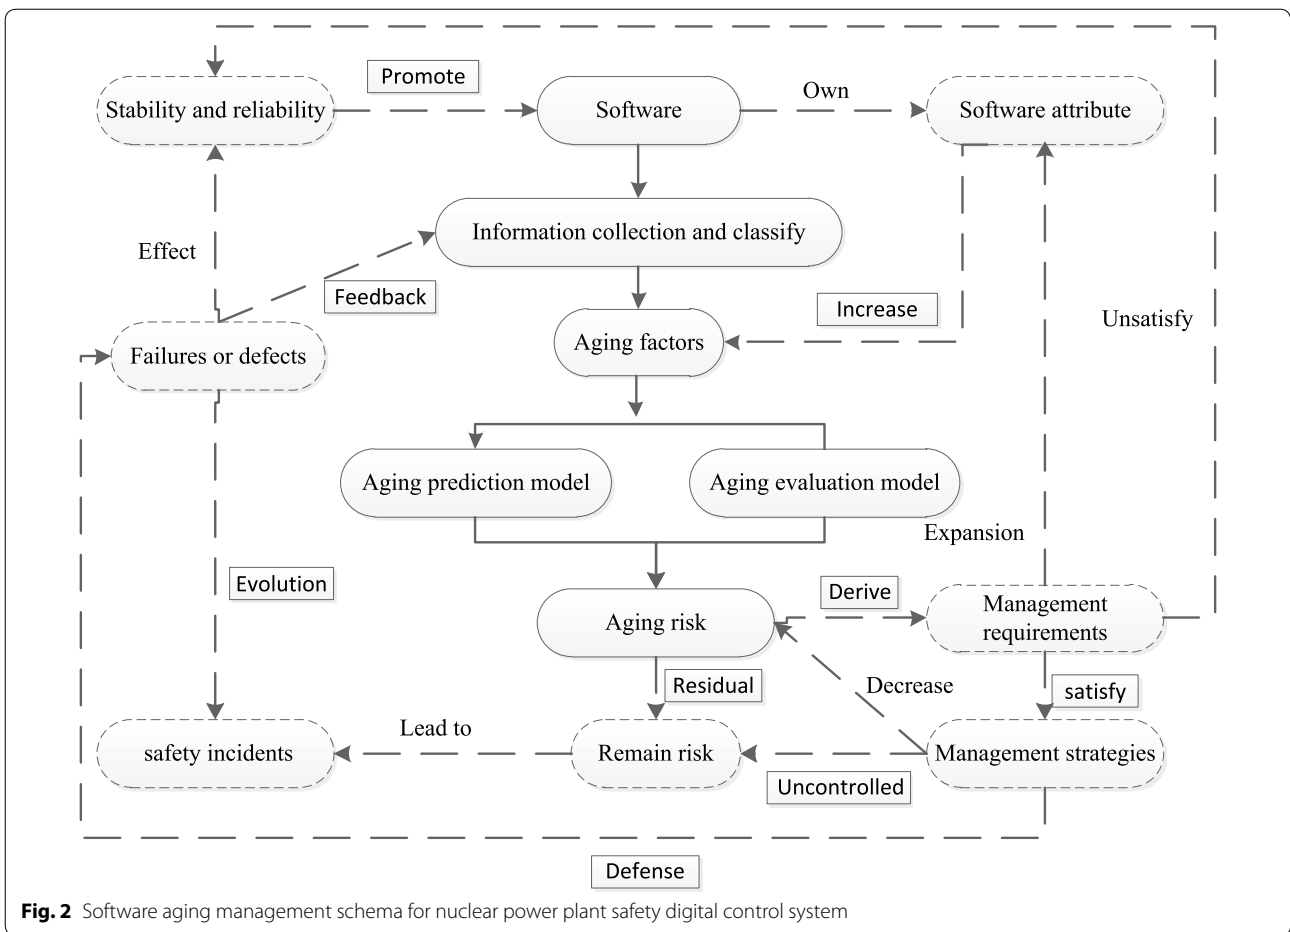 Promote
Stability and reliability
Software
Own
Software attribute
Information collection and classify
Effect
Feedback
Increase
Unsatisfy
Failures or defects
Aging factors
Aging prediction model
Aging evaluation model
Expansion
Evolution
Derive
Aging risk
Management
requirements
Residual
Decrease
satisfy
Lead to
safety incidents
Remain risk
Management strategies
Uncontrolled
Defense
Fig. 2 Software aging management schema for nuclear power plant safety digital control system